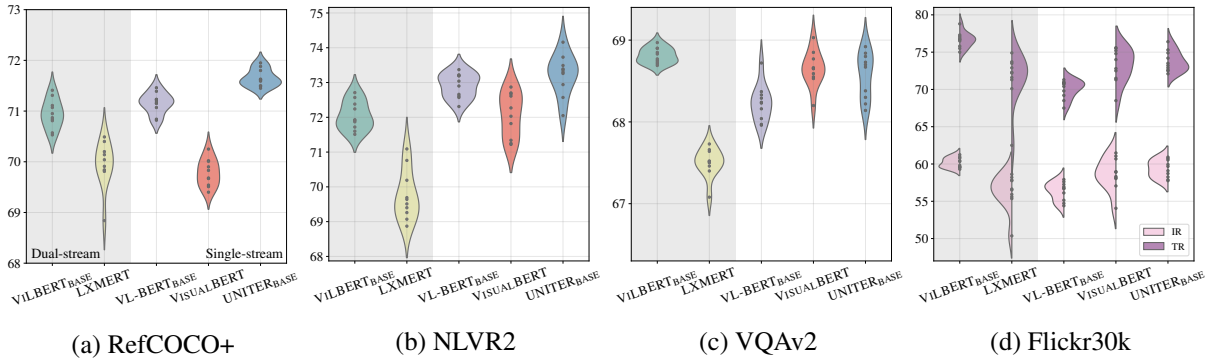 73
72
71
70
69
68
Dual-stream
Single-stream
VILBERTBASE
LXMERT
VL-BERTBASE
VISUALBERT
UNITERBASE
(a) RefCOCO+
75
74
73
72
71
70
69
68
VILBERTBASE
LXMERT
VL-BERTBASE
VISUALBERT
UNITERBASE
(b) NLVR2
69
68
67
VILBERTBASE
LXMERT
VL-BERTBASE
VISUALBERT
UNITERBASE
(c) VQAv2
80
75
70
65
60
55
50
IR
TR
VILBERTBASE
LXMERT
VL-BERTBASE
VISUALBERT
UNITERBASE
(d) Flickr30k